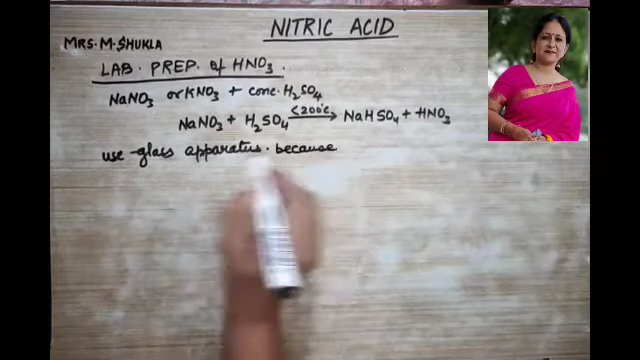 NITRIC ACID
MRS. M. SHUKLA
LAB. PREP. of HNO3.
NaNO3 or KNO3 + conc. H2SO4
NaNO3 + H2SO4 <200°c → NaHSO4 + HNO3
use glass apparatus. because